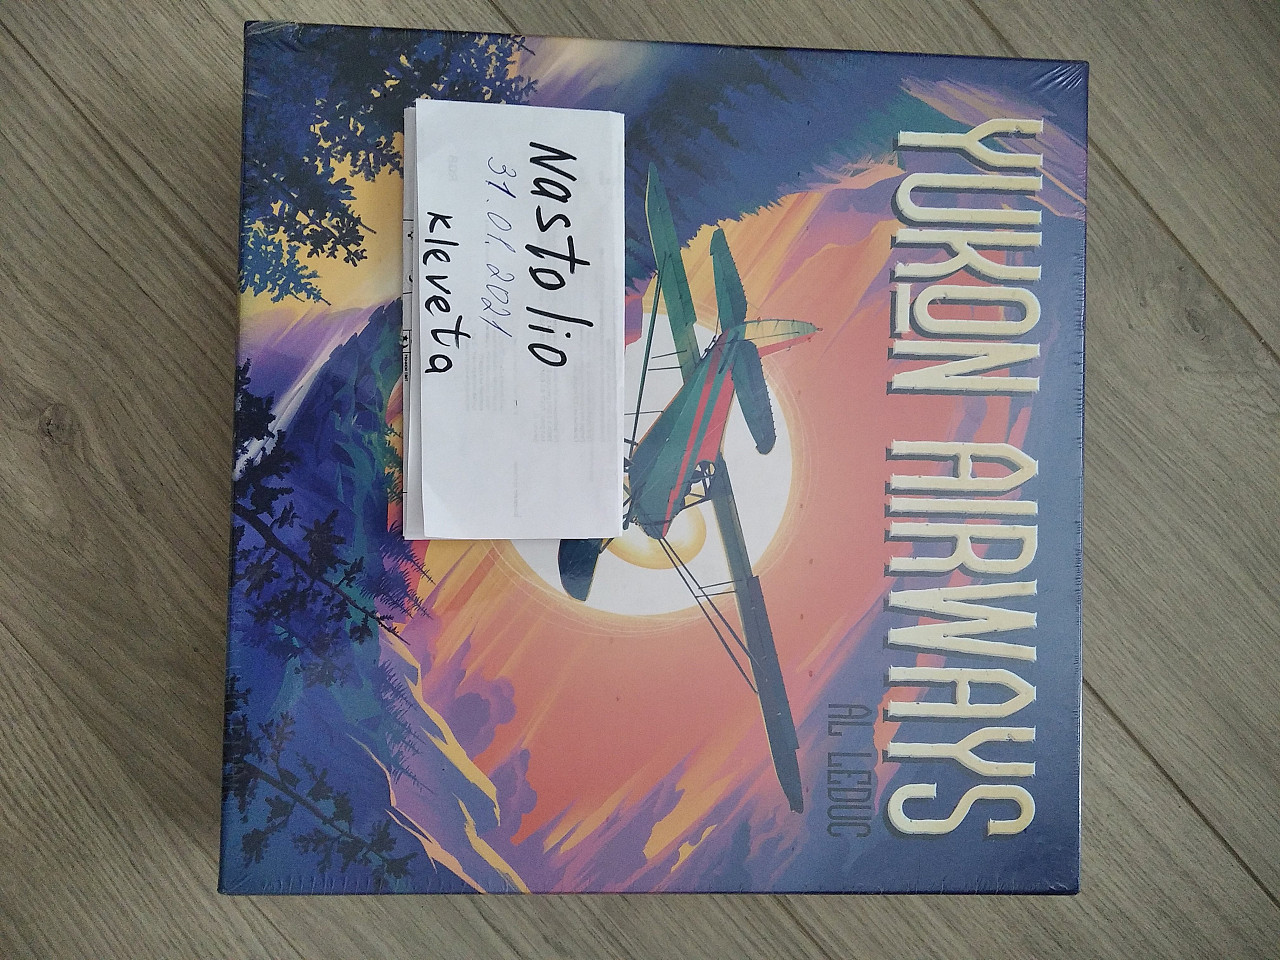 YUKON AIRWAYS
AL LEDUC
Nastolio
31.01.2021
kleveta